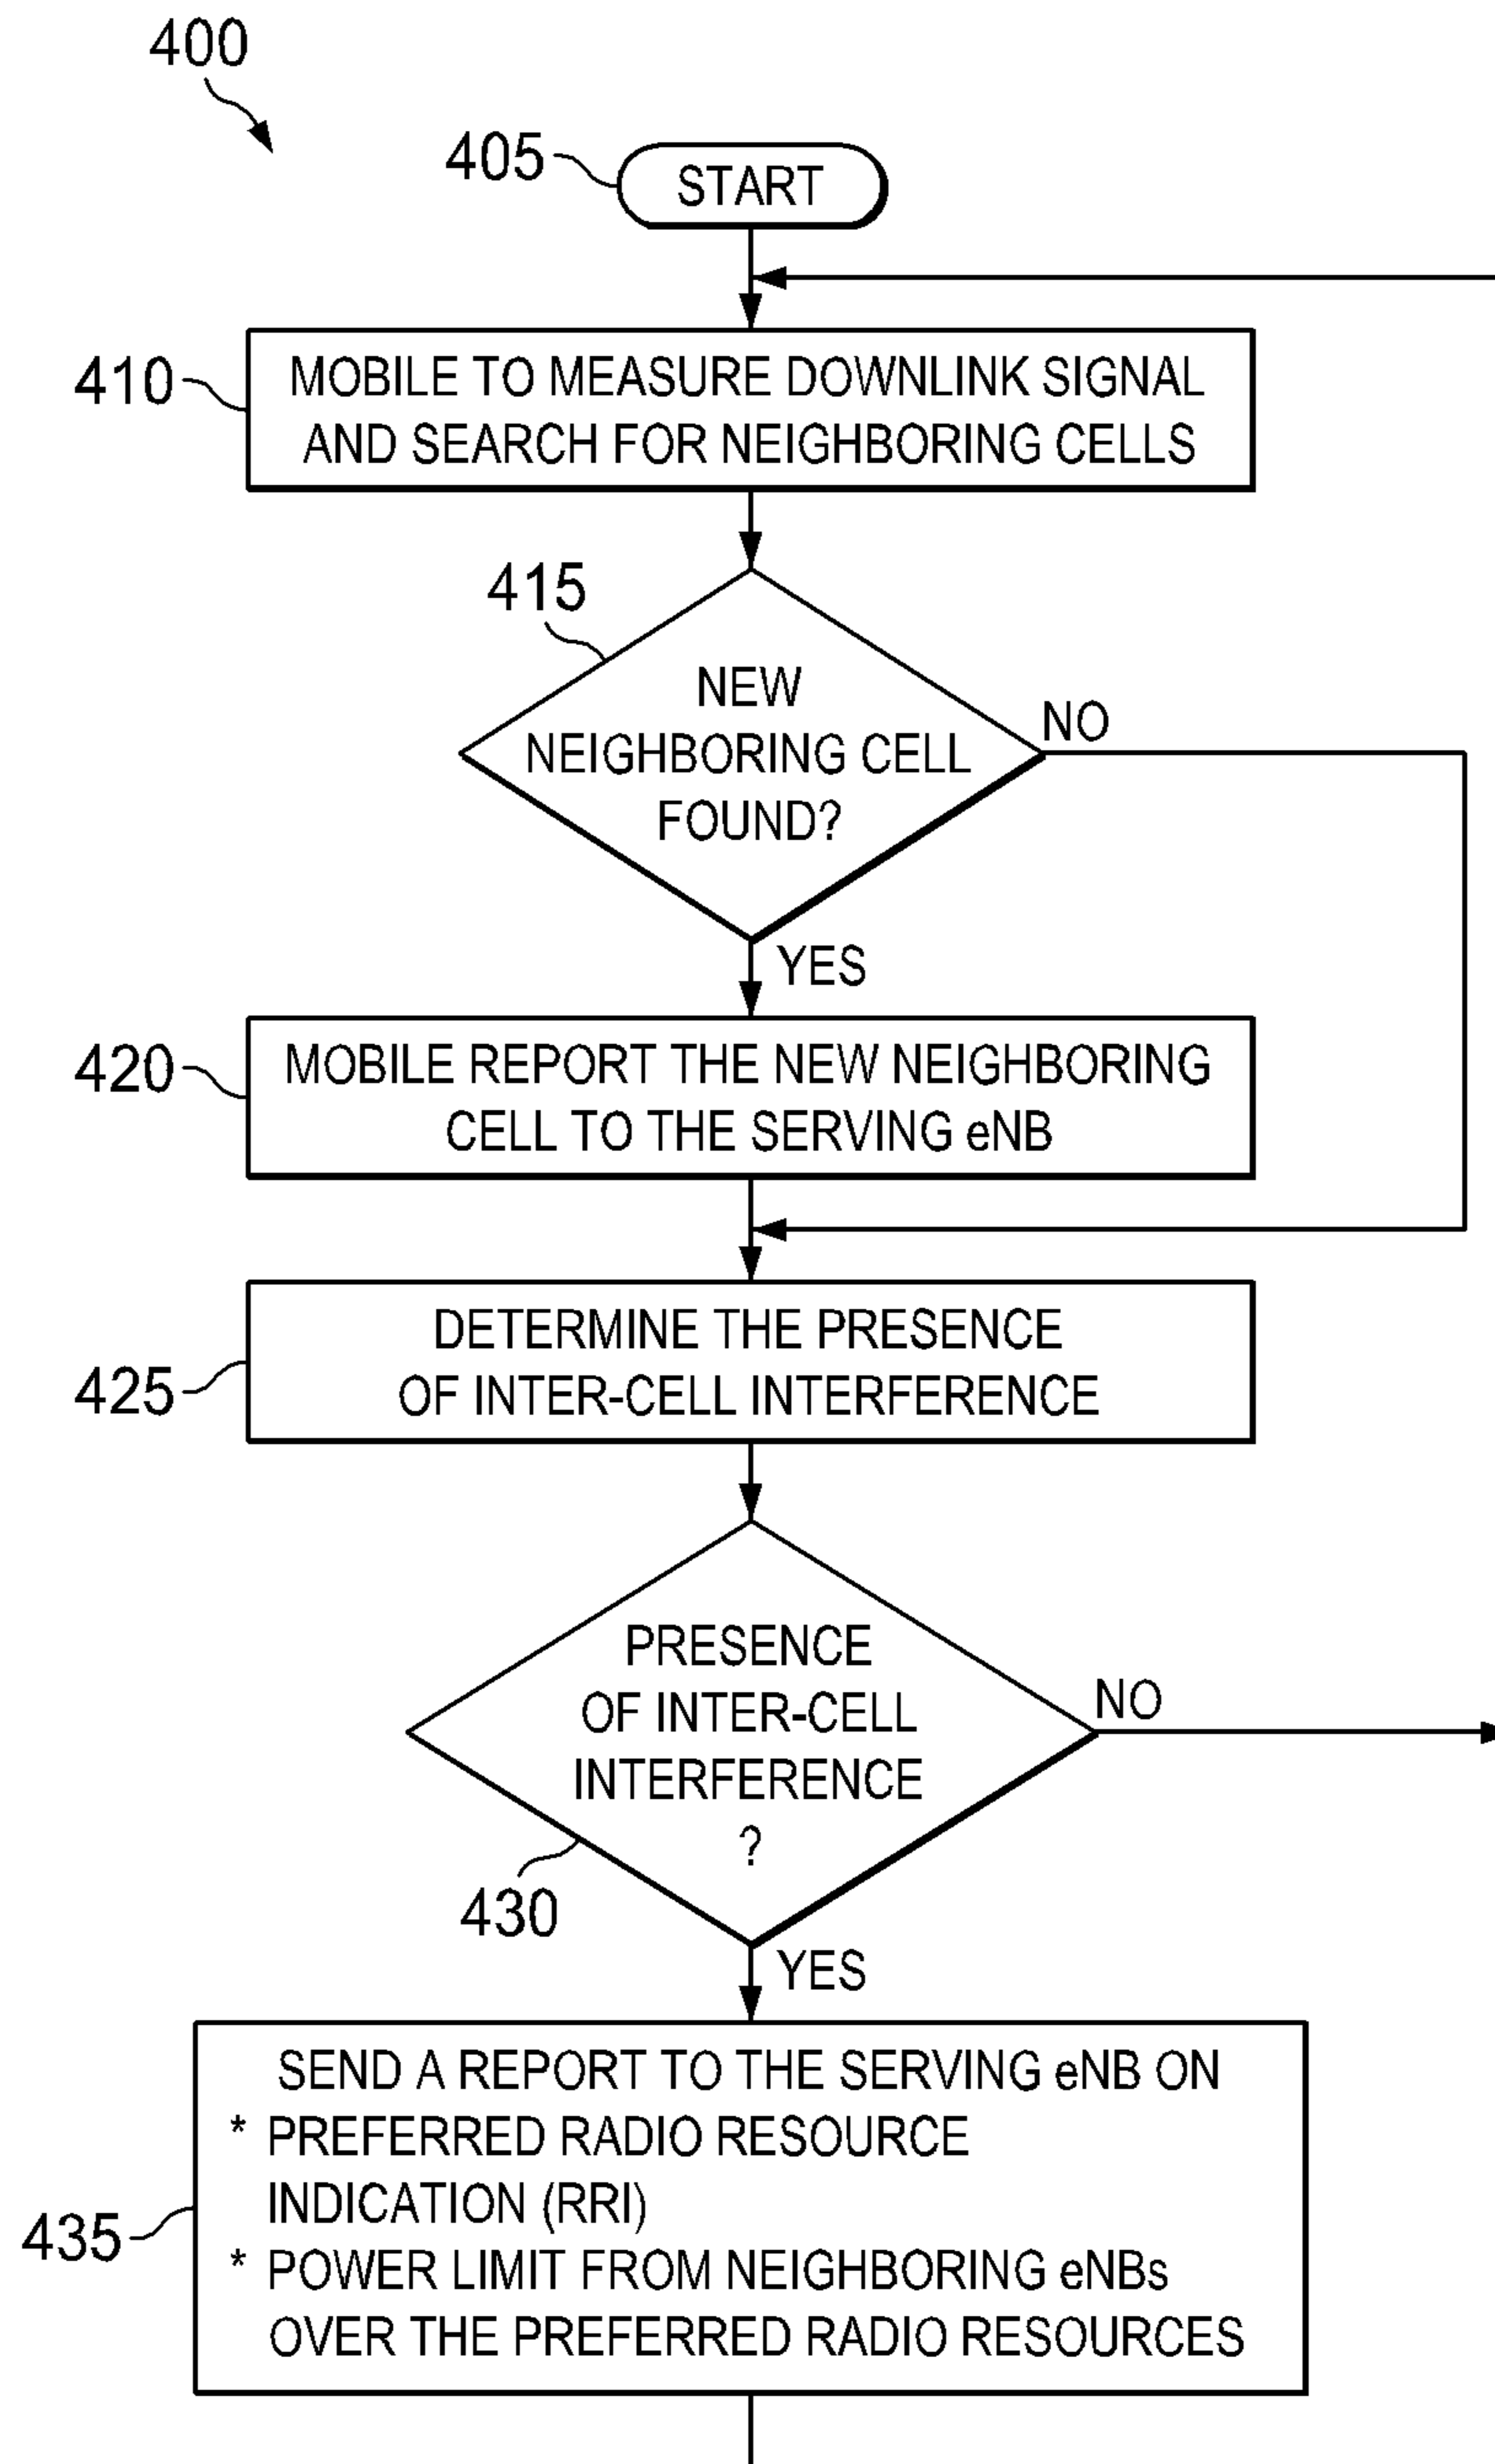 400
405
START
410
MOBILE TO MEASURE DOWNLINK SIGNAL
AND SEARCH FOR NEIGHBORING CELLS
415
NEW
NEIGHBORING CELL
FOUND?
NO
YES
420
MOBILE REPORT THE NEW NEIGHBORING
CELL TO THE SERVING eNB
425
DETERMINE THE PRESENCE
OF INTER-CELL INTERFERENCE
PRESENCE
OF INTER-CELL
INTERFERENCE
?
NO
430
YES
435
SEND A REPORT TO THE SERVING eNB ON
* PREFERRED RADIO RESOURCE
INDICATION (RRI)
* POWER LIMIT FROM NEIGHBORING eNBs
OVER THE PREFERRED RADIO RESOURCES